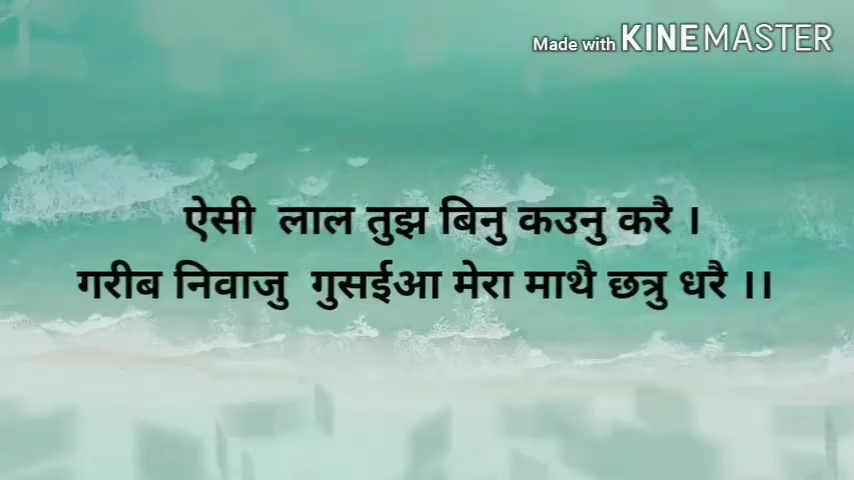 Made with KINEMASTER
ऐसी लाल तुझ बिनु कउनु करै ।
गरीब निवाजु गुसईआ मेरा माथै छत्रु धरै ।।